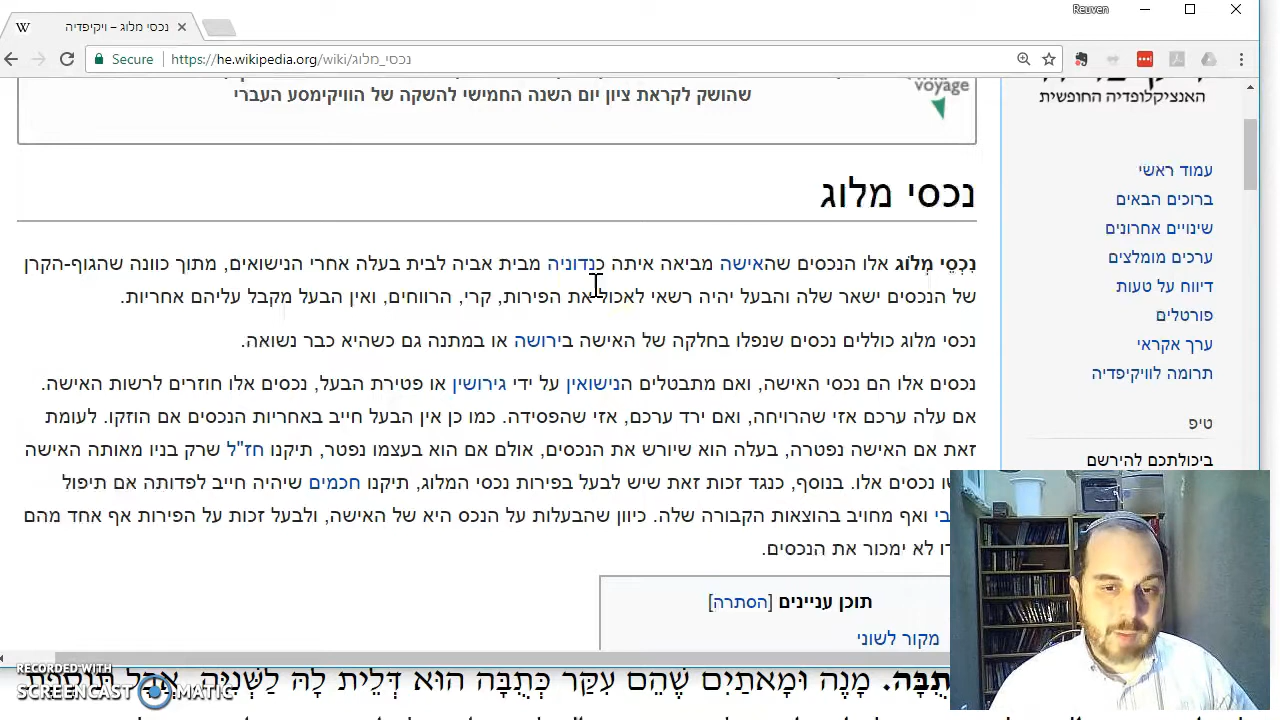 Reuven
W נכסי מלוג – ויקיפדיה
Secure https://he.wikipedia.org/wiki/נכסי_מלוג
voyage
שהושק לקראת ציון יום השנה החמישי להשקה של הוויקימסע העברי
האנציקלופדיה החופשית
עמוד ראשי
ברוכים הבאים
שינויים אחרונים
ערכים מומלצים
דיווח על טעות
פורטלים
ערך אקראי
תרומה לוויקיפדיה
טיפ
ביכולתכם להירשם
נכסי מלוג
נִכְסֵי מְלוֹג אלו הנכסים שהאישה מביאה איתה כנדוניה מבית אביה לבית בעלה אחרי הנישואים, מתוך כוונה שהגוף-הקרן
של הנכסים ישאר שלה והבעל יהיה רשאי לאכול את הפירות, קרי, הרווחים, ואין הבעל מקבל עליהם אחריות.
נכסי מלוג כוללים נכסים שנפלו בחלקה של האישה בירושה או במתנה גם כשהיא כבר נשואה.
נכסים אלו הם נכסי האישה, ואם מתבטלים הנישואין על ידי גירושין או פטירת הבעל, נכסים אלו חוזרים לרשות האישה.
אם עלה ערכם אזי שהרויחה, ואם ירד ערכם, אזי שהפסידה. כמו כן אין הבעל חייב באחריות הנכסים אם הוזקו. לעומת
זאת אם האישה נפטרה, בעלה הוא שיורש את הנכסים, אולם אם הוא בעצמו נפטר, תיקנו חז"ל שרק בניו מאותה האישה
נכסים אלו. בנוסף, כנגד זכות זאת שיש לבעל בפירות נכסי המלוג, תיקנו חכמים שיהיה חייב לפדותה אם תיפול
ואף מחויב בהוצאות הקבורה שלה. כיוון שהבעלות על הנכס היא של האישה, ולבעל זכות על הפירות אף אחד מהם
לא ימכור את הנכסים.
תוכן עניינים [הסתרה]
מקור לשוני
מָנֶה וּמָאתַיִם שֶׁהֵם עִקַּר כְּתֻבָּה הוּא דְּלֵית לָהּ לַשְּׁנִיָּה, אֲבָל תּוֹסֶפֶת
RECORDED WITH
SCREENCAST MATIC